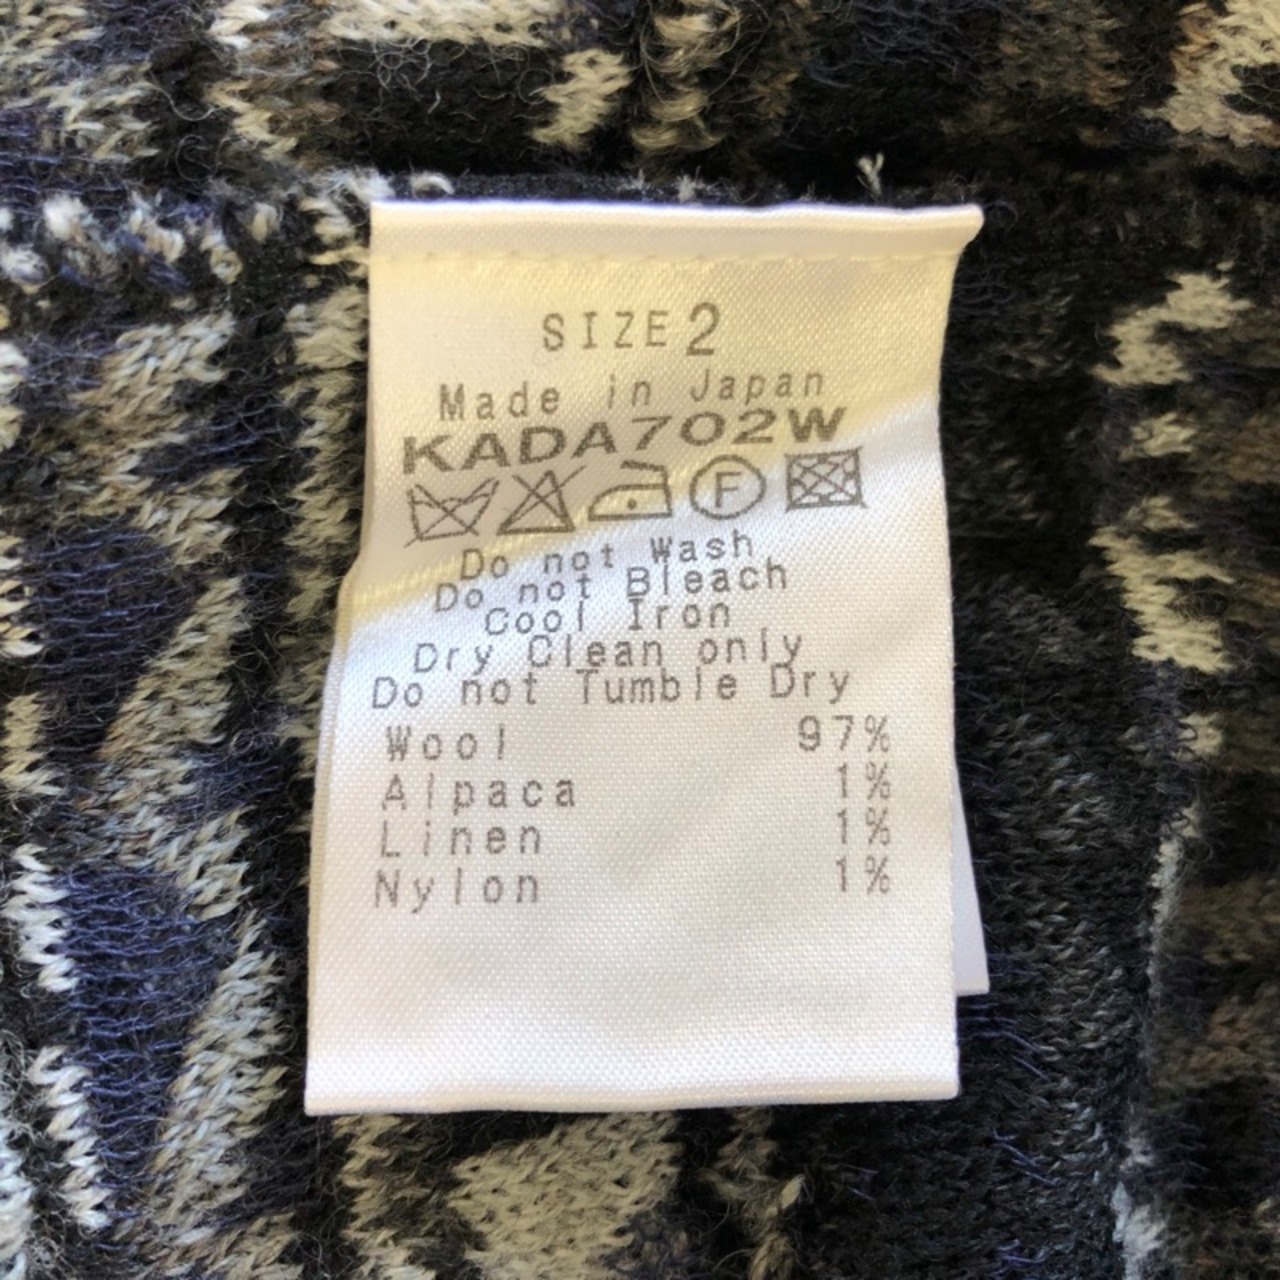 SIZE 2
Made in Japan
KADA702W
F
Do not Wash
Do not Bleach
Cool Iron
Dry Clean only
Do not Tumble Dry
Wool 97%
Alpaca 1%
Linen 1%
Nylon 1%